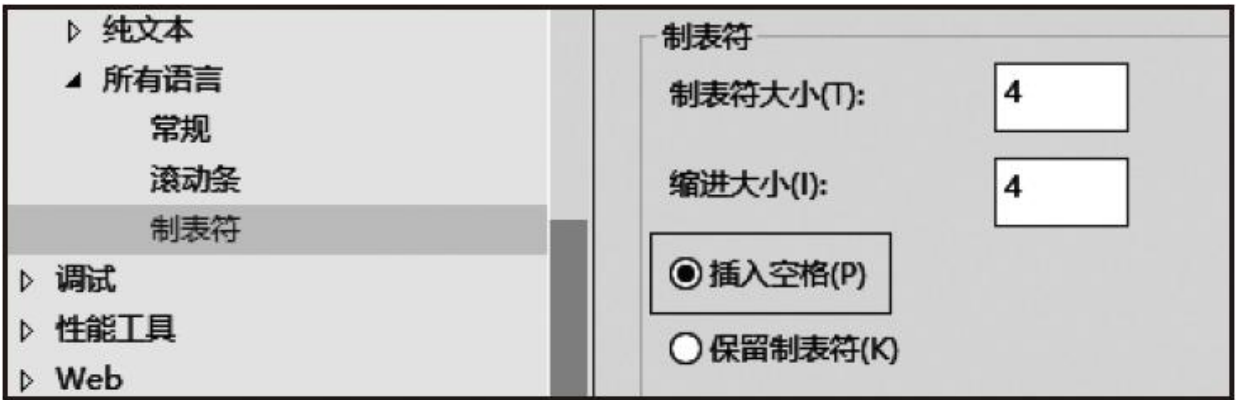 纯文本
所有语言
常规
滚动条
制表符
调试
性能工具
Web
制表符
制表符大小(T):
4
缩进大小(I):
4
插入空格(P)
保留制表符(K)